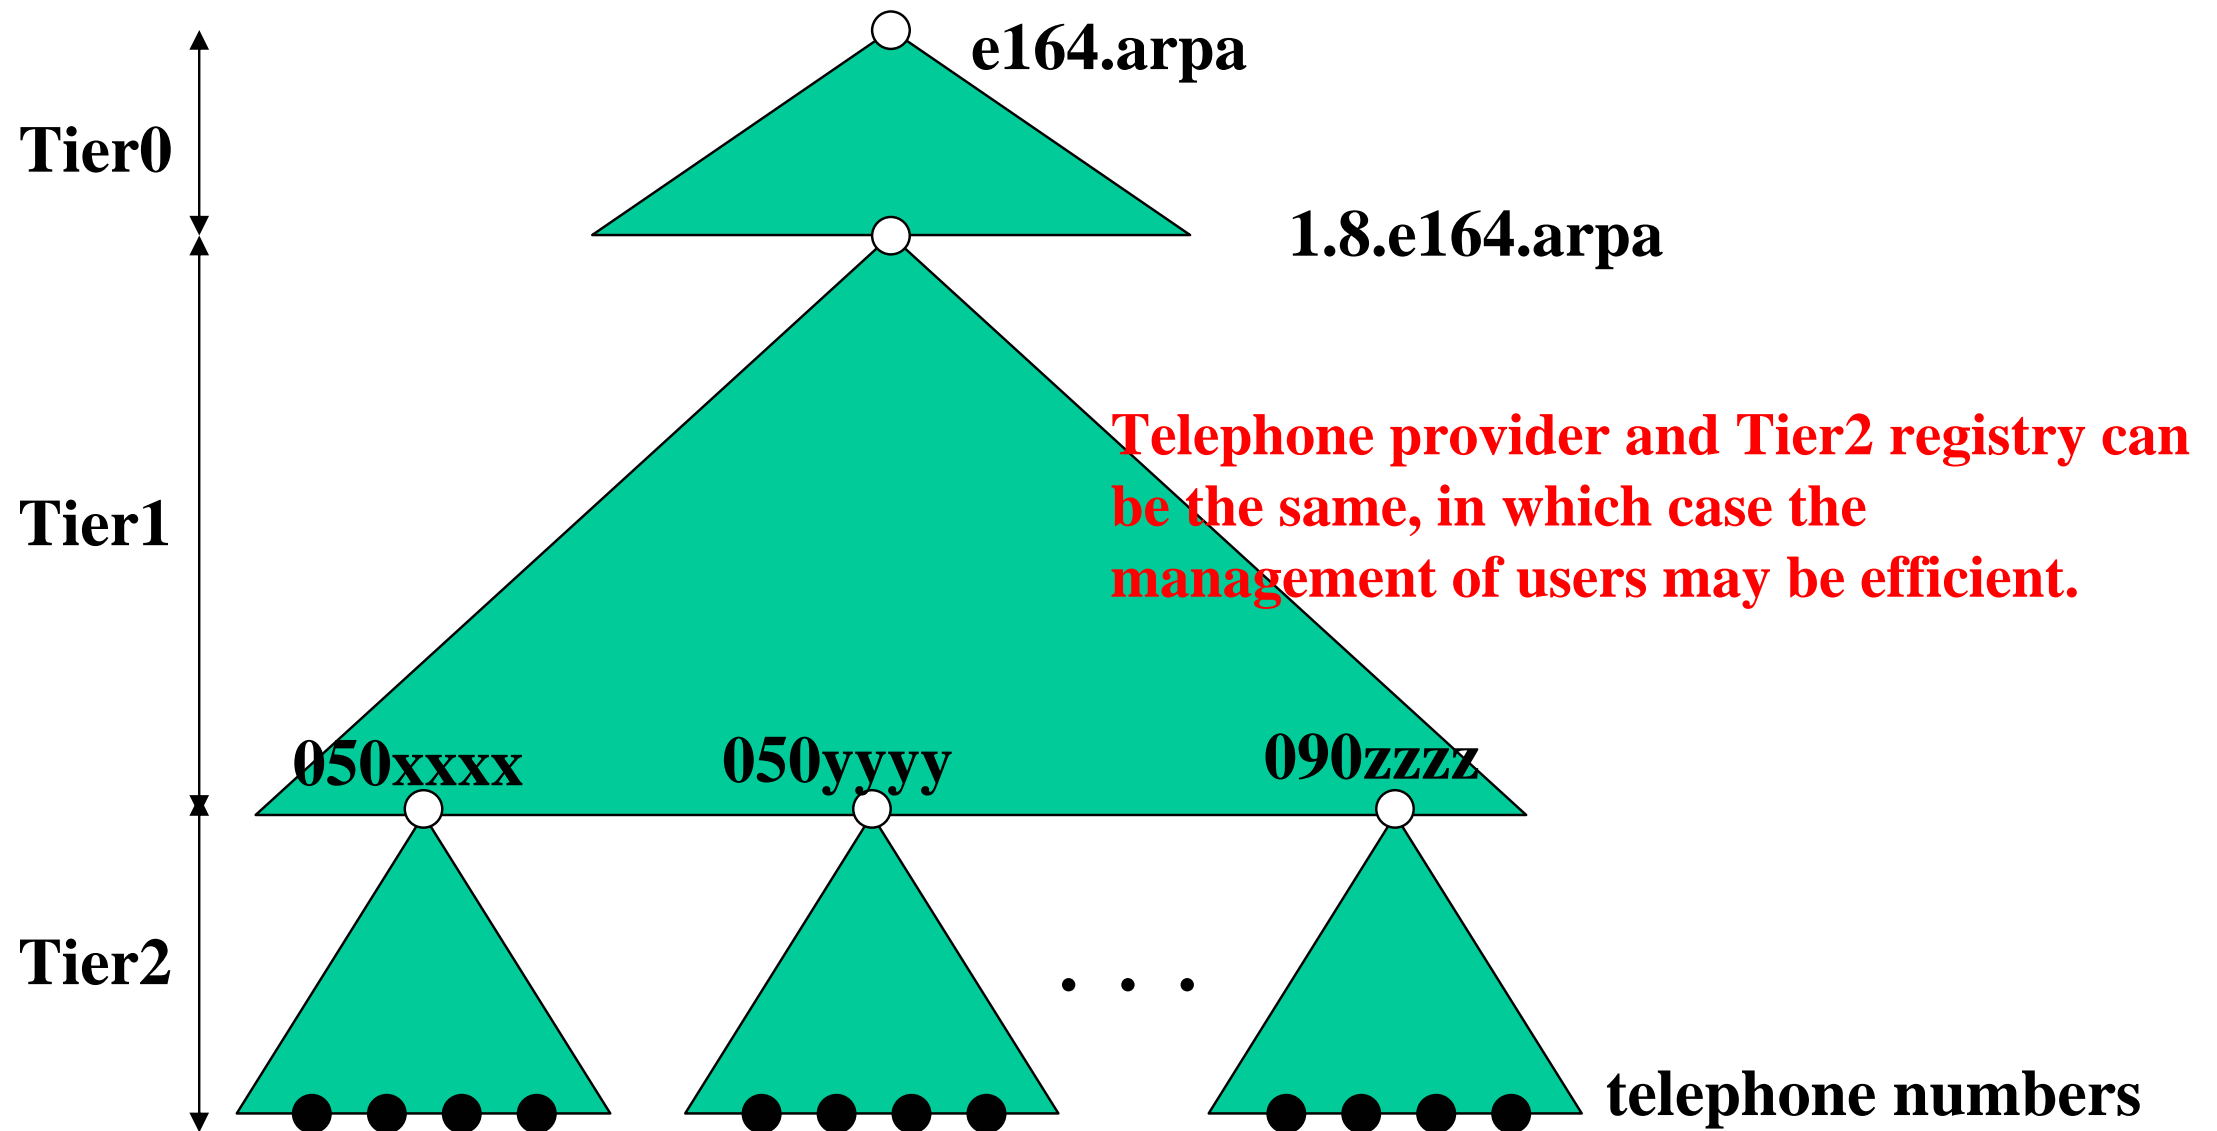 e164.arpa
Tier0
1.8.e164.arpa
Telephone provider and Tier2 registry can
be the same, in which case the
management of users may be efficient.
Tier1
050xxxx
050yyyy
090zzzz
Tier2
. . .
telephone numbers